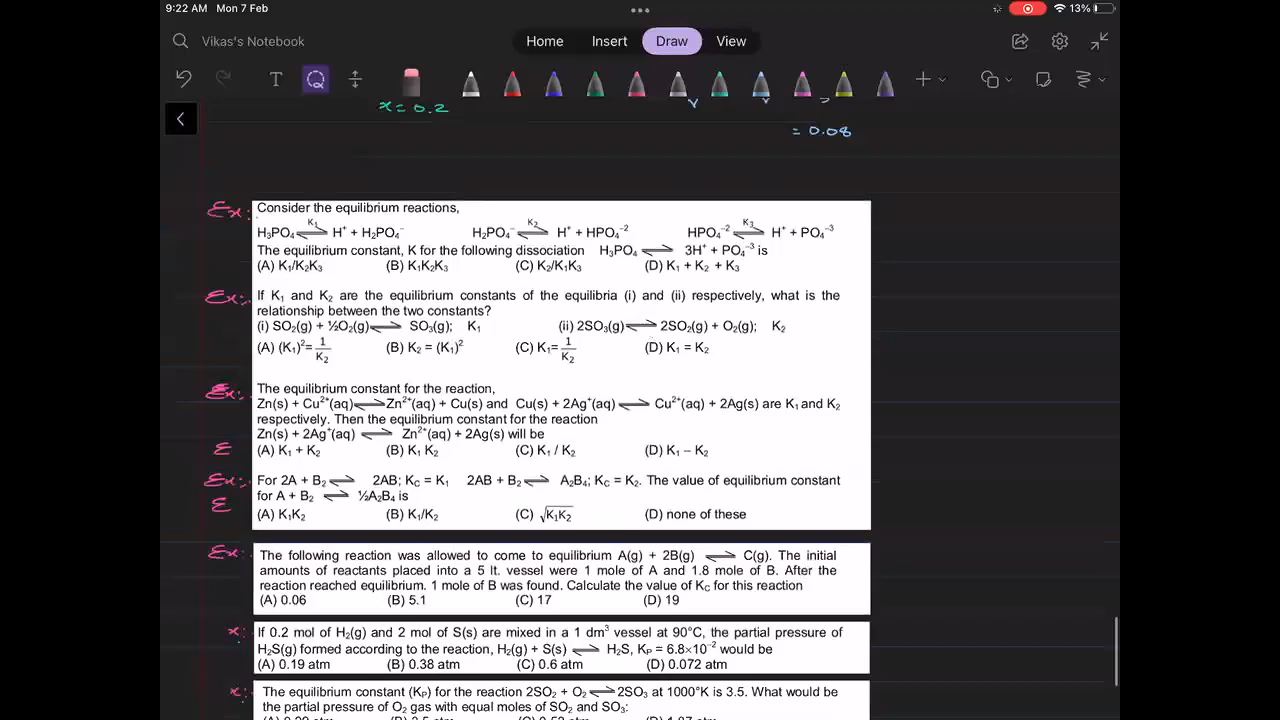 9:22 AM Mon 7 Feb
13%
Vikas's Notebook
Home Insert Draw View
x = 0.2
= 0.08
Ex: Consider the equilibrium reactions,
H₃PO₄ ⇌ (K₁) H⁺ + H₂PO₄⁻ H₂PO₄⁻ ⇌ (K₂) H⁺ + HPO₄⁻² HPO₄⁻² ⇌ (K₃) H⁺ + PO₄⁻³
The equilibrium constant, K for the following dissociation H₃PO₄ ⇌ 3H⁺ + PO₄⁻³ is
(A) K₁/K₂K₃ (B) K₁K₂K₃ (C) K₂/K₁K₃ (D) K₁ + K₂ + K₃
Ex: If K₁ and K₂ are the equilibrium constants of the equilibria (i) and (ii) respectively, what is the
relationship between the two constants?
(i) SO₂(g) + ½O₂(g) ⇌ SO₃(g); K₁ (ii) 2SO₃(g) ⇌ 2SO₂(g) + O₂(g); K₂
(A) (K₁)² = 1/K₂ (B) K₂ = (K₁)² (C) K₁ = 1/K₂ (D) K₁ = K₂
Ex: The equilibrium constant for the reaction,
Zn(s) + Cu²⁺(aq) ⇌ Zn²⁺(aq) + Cu(s) and Cu(s) + 2Ag⁺(aq) ⇌ Cu²⁺(aq) + 2Ag(s) are K₁ and K₂
respectively. Then the equilibrium constant for the reaction
Zn(s) + 2Ag⁺(aq) ⇌ Zn²⁺(aq) + 2Ag(s) will be
E (A) K₁ + K₂ (B) K₁ K₂ (C) K₁ / K₂ (D) K₁ − K₂
Ex: For 2A + B₂ ⇌ 2AB; K_C = K₁ 2AB + B₂ ⇌ A₂B₄; K_C = K₂. The value of equilibrium constant
E for A + B₂ ⇌ ½A₂B₄ is
(A) K₁K₂ (B) K₁/K₂ (C) √K₁K₂ (D) none of these
Ex: The following reaction was allowed to come to equilibrium A(g) + 2B(g) ⇌ C(g). The initial
amounts of reactants placed into a 5 lt. vessel were 1 mole of A and 1.8 mole of B. After the
reaction reached equilibrium. 1 mole of B was found. Calculate the value of K_C for this reaction
(A) 0.06 (B) 5.1 (C) 17 (D) 19
x: If 0.2 mol of H₂(g) and 2 mol of S(s) are mixed in a 1 dm³ vessel at 90°C, the partial pressure of
H₂S(g) formed according to the reaction, H₂(g) + S(s) ⇌ H₂S, K_P = 6.8×10⁻² would be
(A) 0.19 atm (B) 0.38 atm (C) 0.6 atm (D) 0.072 atm
x: The equilibrium constant (K_P) for the reaction 2SO₂ + O₂ ⇌ 2SO₃ at 1000°K is 3.5. What would be
the partial pressure of O₂ gas with equal moles of SO₂ and SO₃: